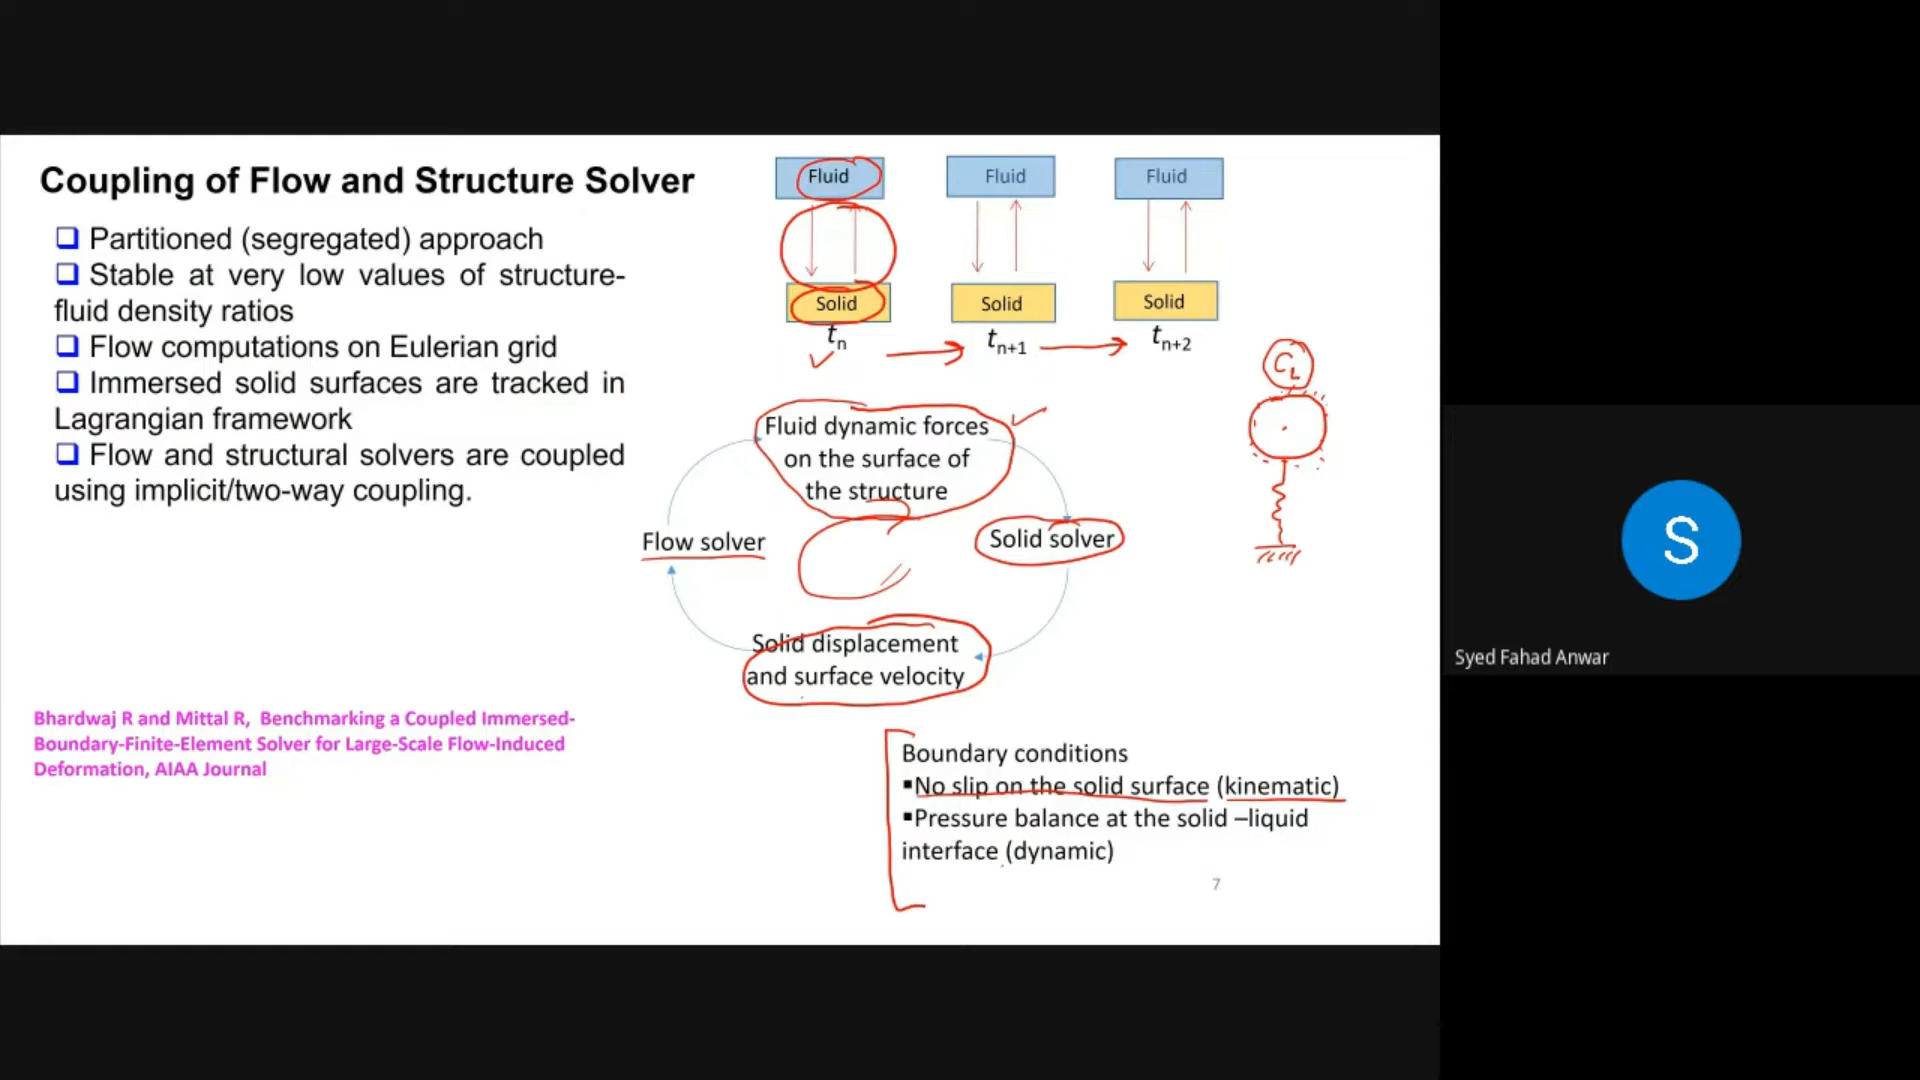 Coupling of Flow and Structure Solver
❑ Partitioned (segregated) approach
❑ Stable at very low values of structure-
fluid density ratios
❑ Flow computations on Eulerian grid
❑ Immersed solid surfaces are tracked in
Lagrangian framework
❑ Flow and structural solvers are coupled
using implicit/two-way coupling.
Bhardwaj R and Mittal R, Benchmarking a Coupled Immersed-
Boundary-Finite-Element Solver for Large-Scale Flow-Induced
Deformation, AIAA Journal
Fluid
Fluid
Fluid
Solid
Solid
Solid
tn
tn+1
tn+2
CL
Fluid dynamic forces
on the surface of
the structure
Flow solver
Solid solver
Solid displacement
and surface velocity
Boundary conditions
▪No slip on the solid surface (kinematic)
▪Pressure balance at the solid –liquid
interface (dynamic)
7
S
Syed Fahad Anwar